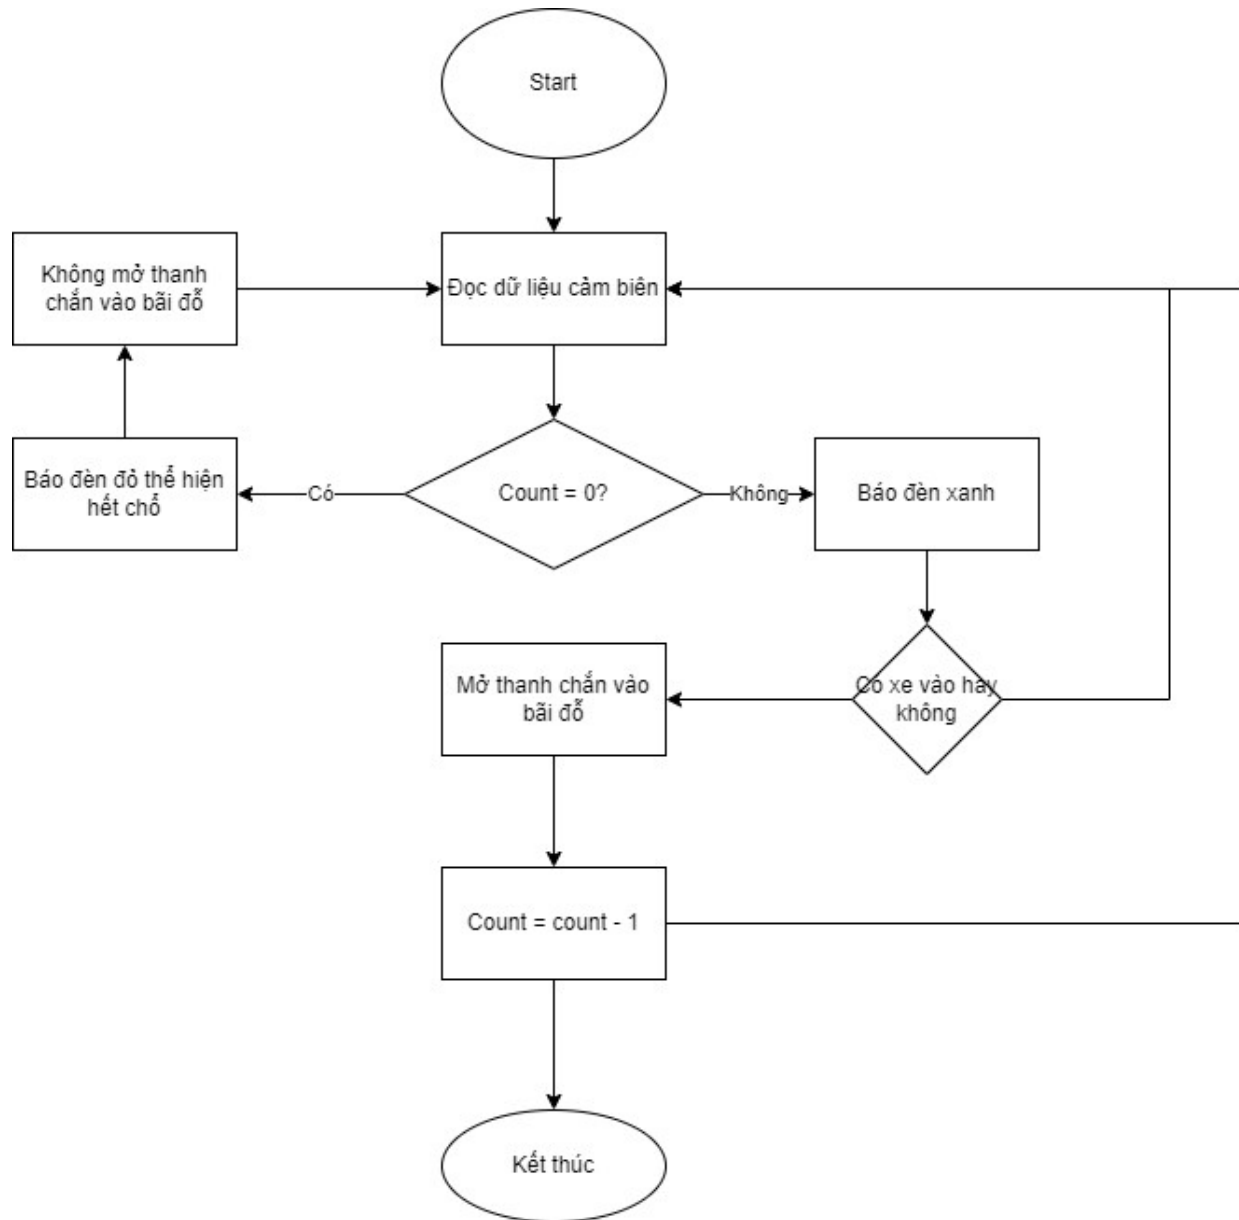 Start
Không mở thanh
chắn vào bãi đỗ
Đọc dữ liệu cảm biên
Báo đèn đỏ thể hiện
hết chổ
Có
Count = 0?
Không
Báo đèn xanh
Mở thanh chắn vào
bãi đỗ
Có xe vào hay
không
Count = count - 1
Kết thúc